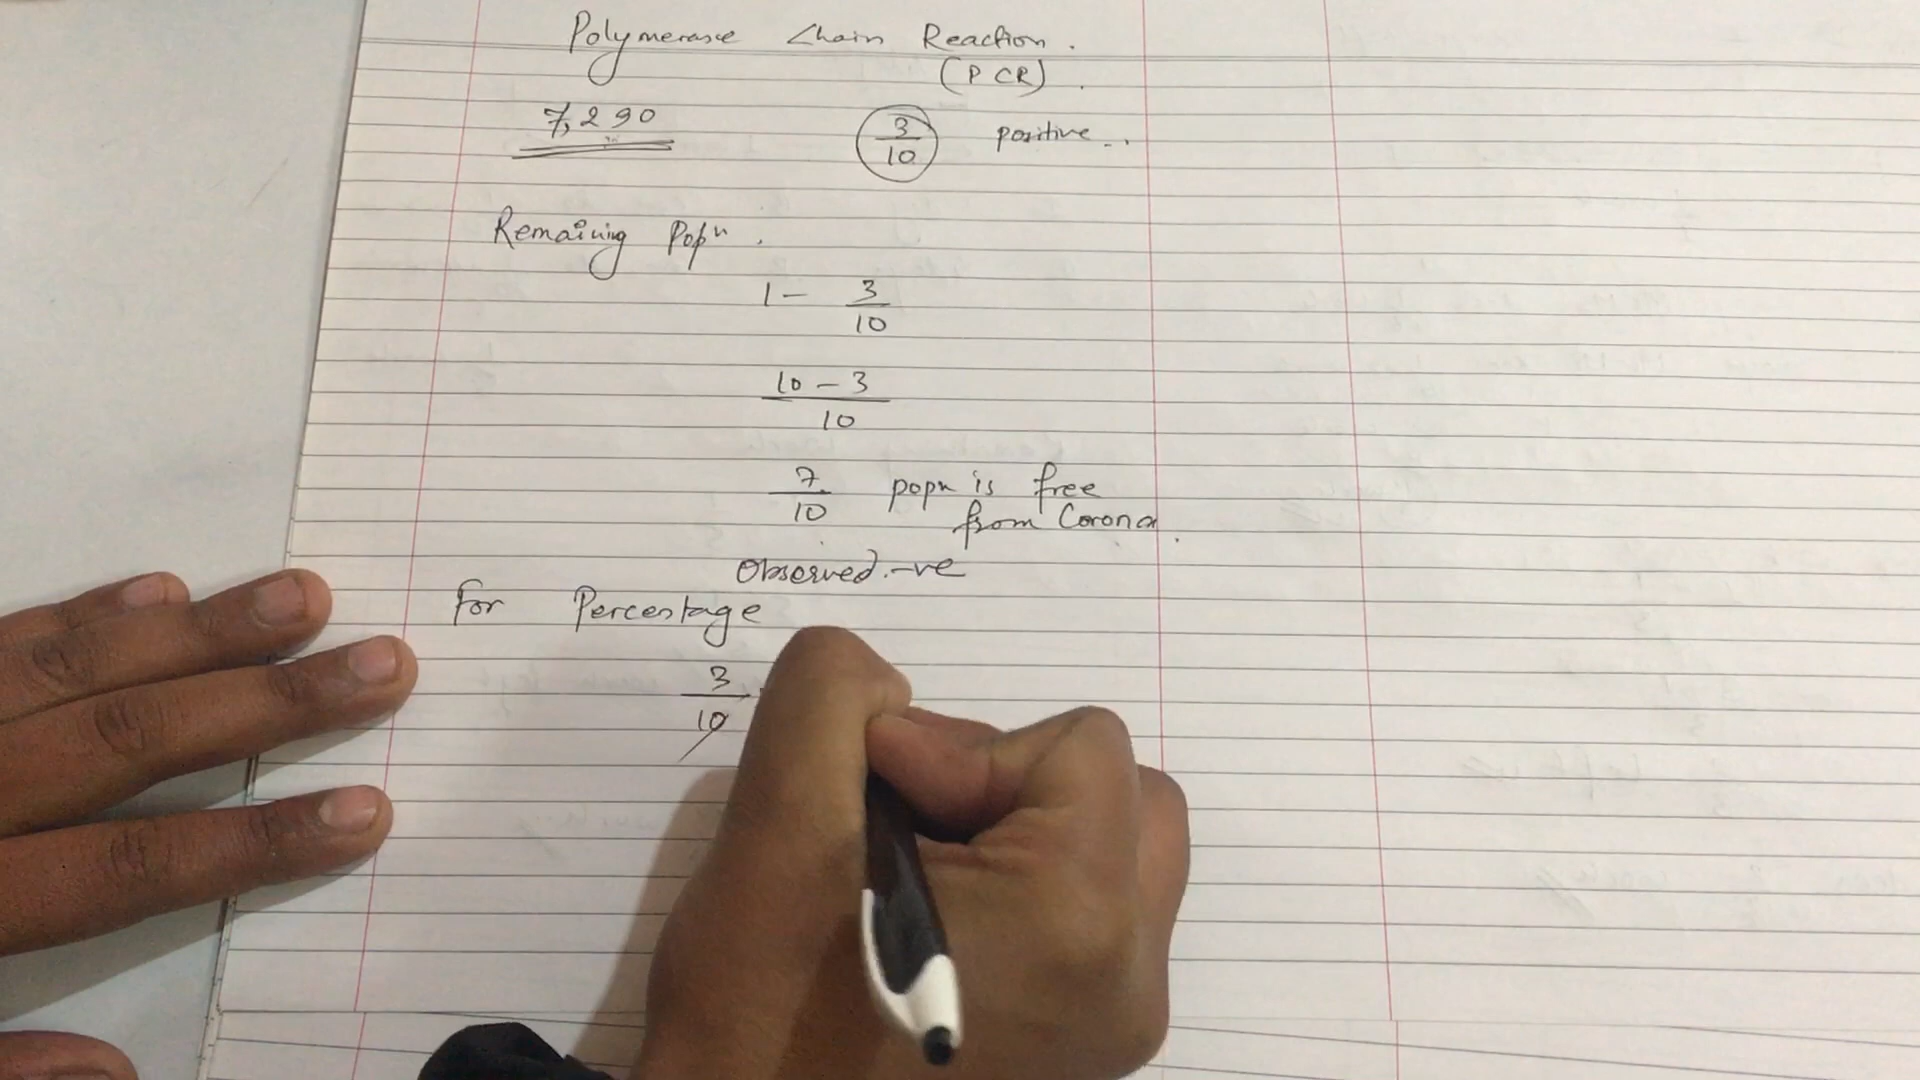 Polymerase Chain Reaction.
(PCR).
7,290
3/10 positive..
Remaining Popn.
1 - 3/10
10 - 3
10
7/10 popn is free
from Corona.
Observed.-ve
For Percentage
3
10